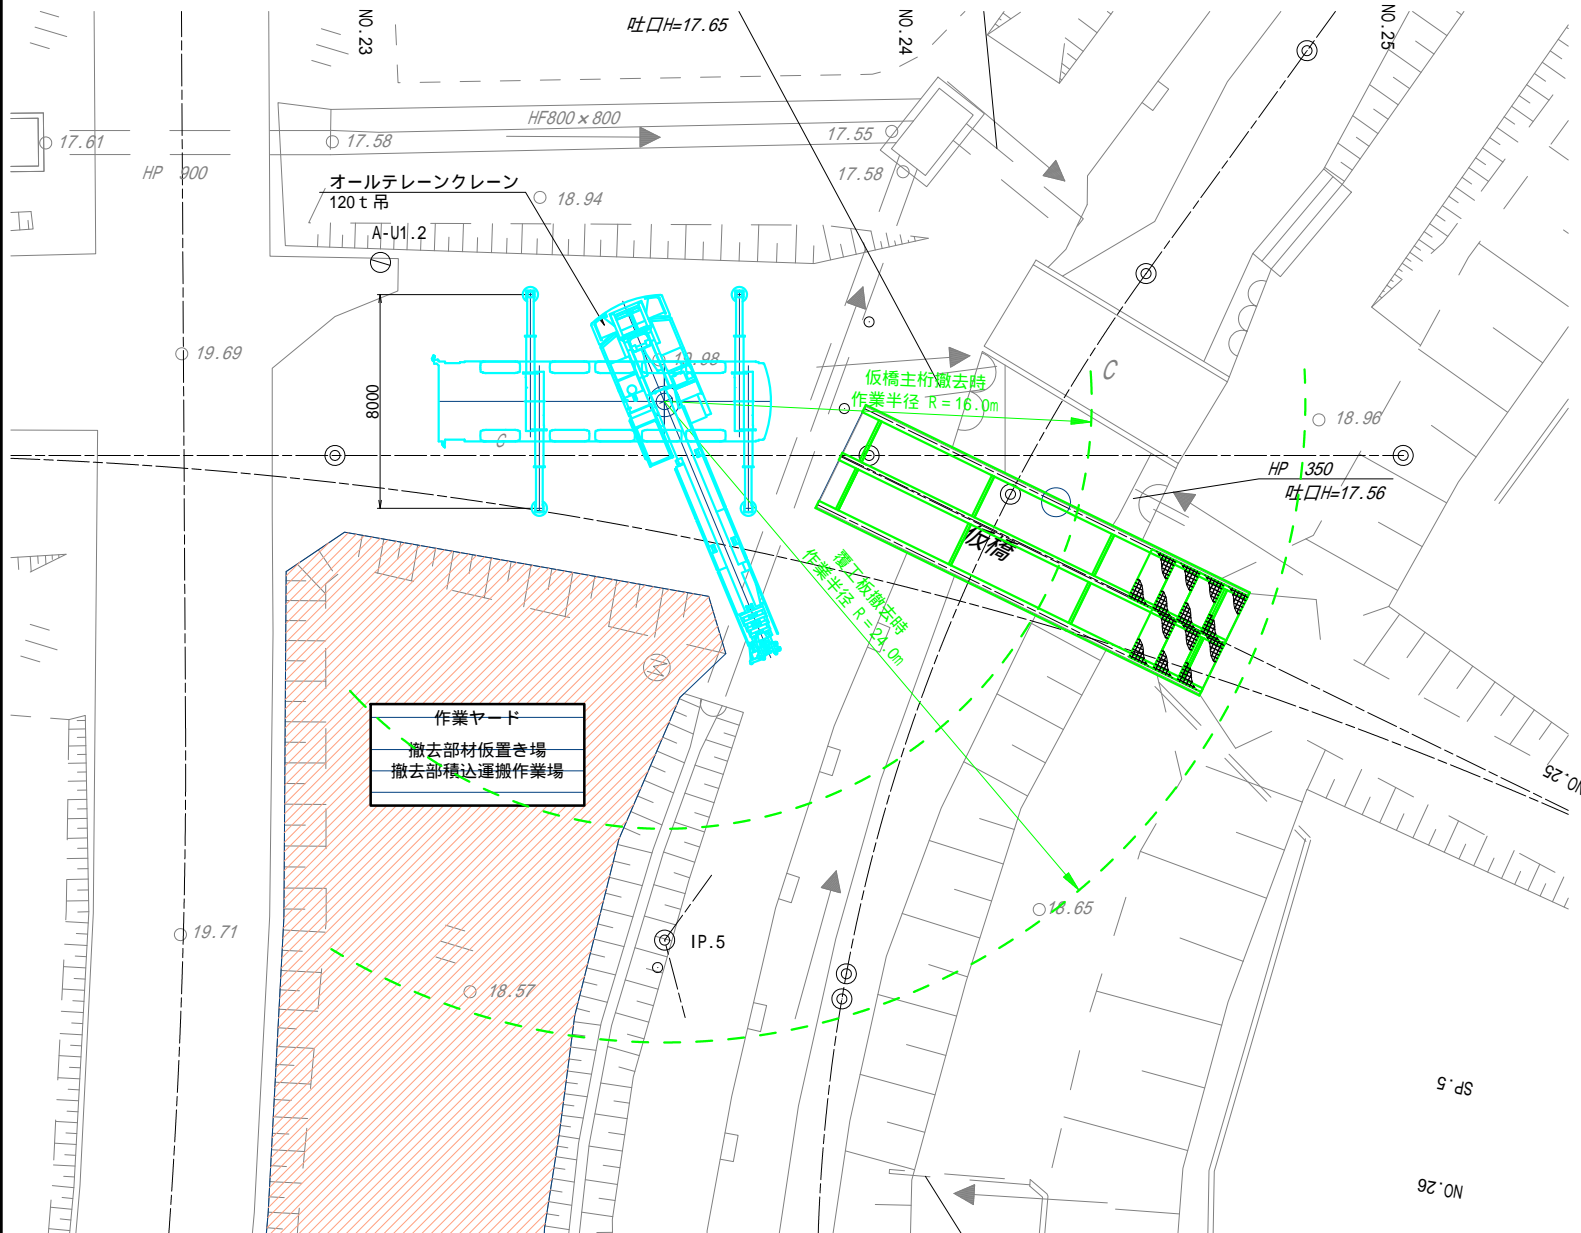 NO.23
吐口H=17.65
NO.24
NO.25
HF800×800
17.61
17.58
17.55
HP 900
17.58
オールテレーンクレーン
120t吊
18.94
A-U1.2
19.69
19.98
8000
仮橋主桁撤去時
作業半径 R=16.0m
C
18.96
C
HP 350
吐口H=17.56
仮橋
覆工板撤去時
作業半径 R=24.0m
作業ヤード
撤去部材仮置き場
撤去部積込運搬作業場
NO.25
19.71
IP.5
18.65
18.57
SP.5
NO.26